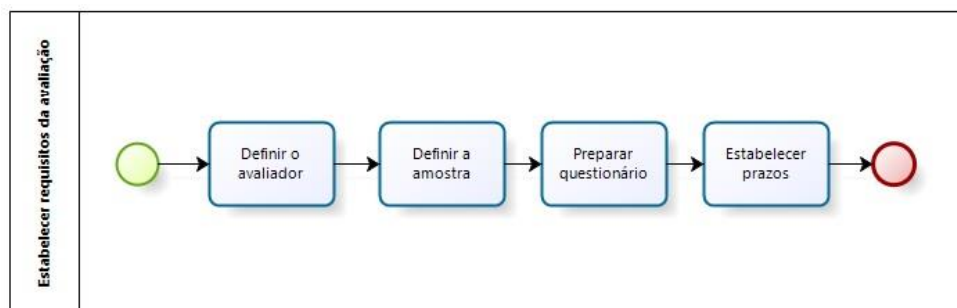 Estabelecer requisitos da avaliação
Definir o
avaliador
Definir a
amostra
Preparar
questionário
Estabelecer
prazos